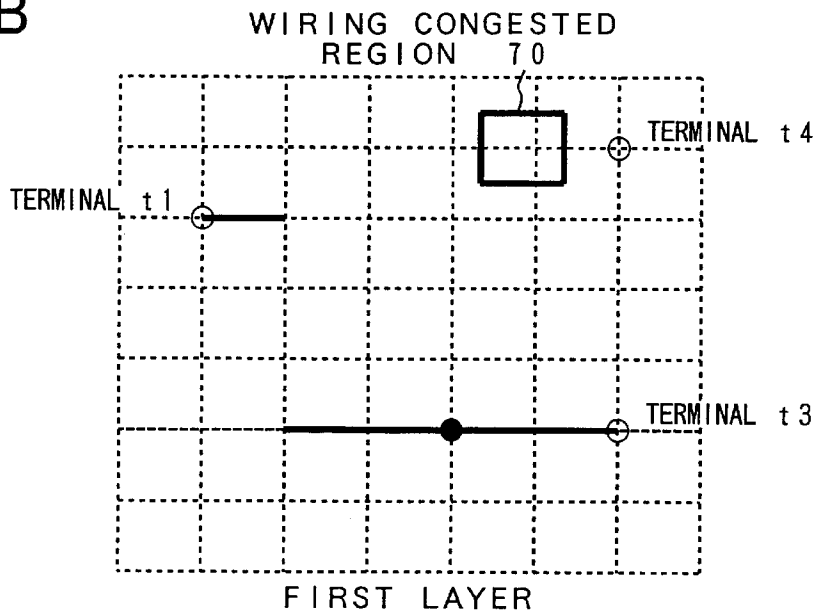 B
WIRING CONGESTED
REGION 70
TERMINAL t4
TERMINAL t1
TERMINAL t3
FIRST LAYER